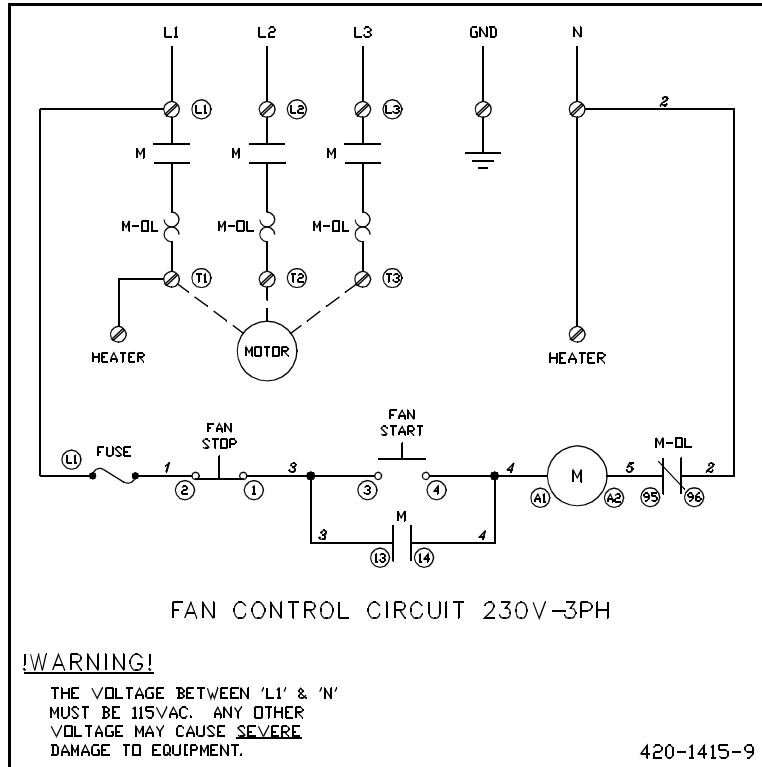 L1 L2 L3 GND N
L1 L2 L3 2
M M M
M-OL M-OL M-OL
T1 T2 T3
MOTOR
HEATER HEATER
FAN STOP
FAN START
L1 FUSE 1 2 1 3 3 4 4 A1 M A2 5 M-OL 95 96 2
3 13 M 14 4
FAN CONTROL CIRCUIT 230V-3PH
!WARNING!
THE VOLTAGE BETWEEN 'L1' & 'N'
MUST BE 115VAC. ANY OTHER
VOLTAGE MAY CAUSE SEVERE
DAMAGE TO EQUIPMENT.
420-1415-9